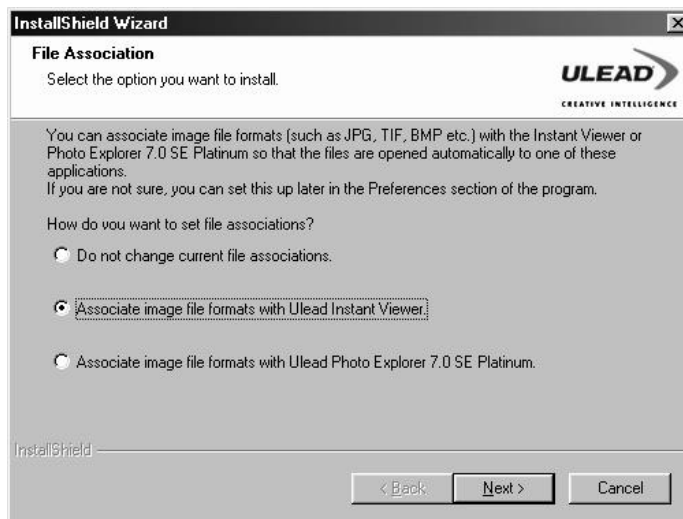 InstallShield Wizard
File Association
Select the option you want to install.
ULEAD
CREATIVE INTELLIGENCE
You can associate image file formats (such as JPG, TIF, BMP etc.) with the Instant Viewer or
Photo Explorer 7.0 SE Platinum so that the files are opened automatically to one of these
applications.
If you are not sure, you can set this up later in the Preferences section of the program.
How do you want to set file associations?
Do not change current file associations.
Associate image file formats with Ulead Instant Viewer.
Associate image file formats with Ulead Photo Explorer 7.0 SE Platinum.
InstallShield
< Back
Next >
Cancel